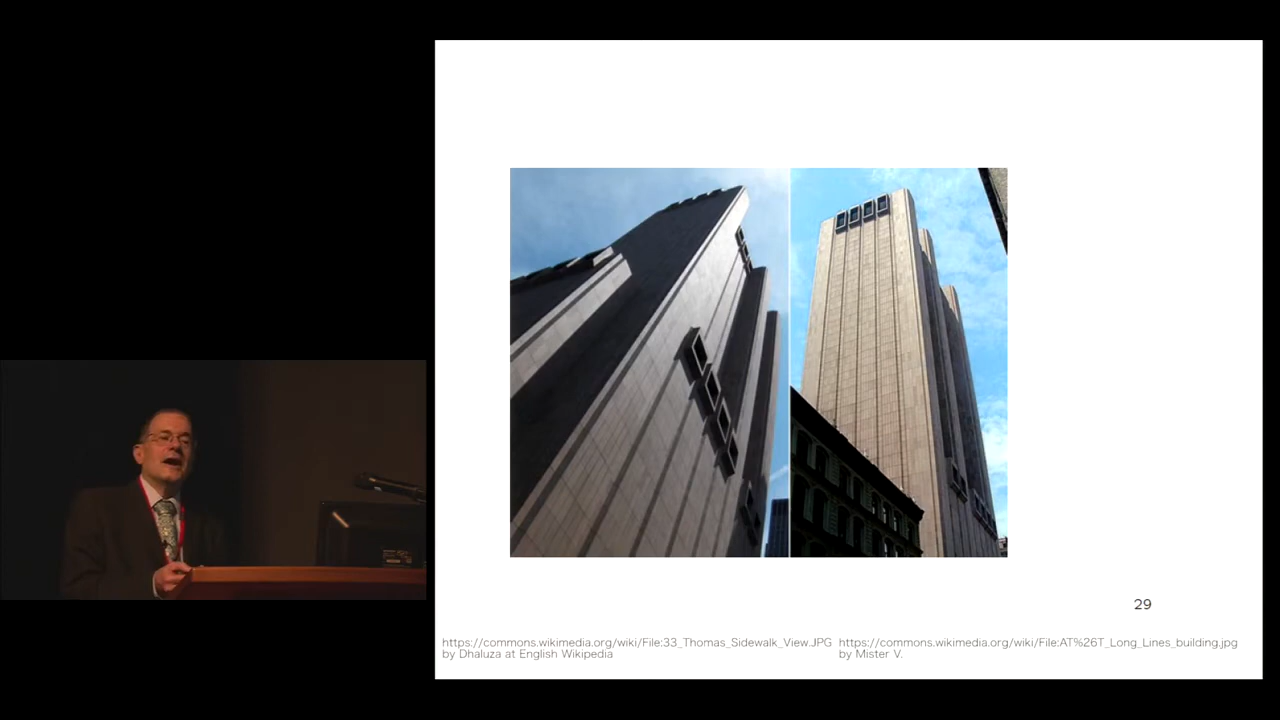 29
https://commons.wikimedia.org/wiki/File:33_Thomas_Sidewalk_View.JPG
by Dhaluza at English Wikipedia
https://commons.wikimedia.org/wiki/File:AT%26T_Long_Lines_building.jpg
by Mister V.